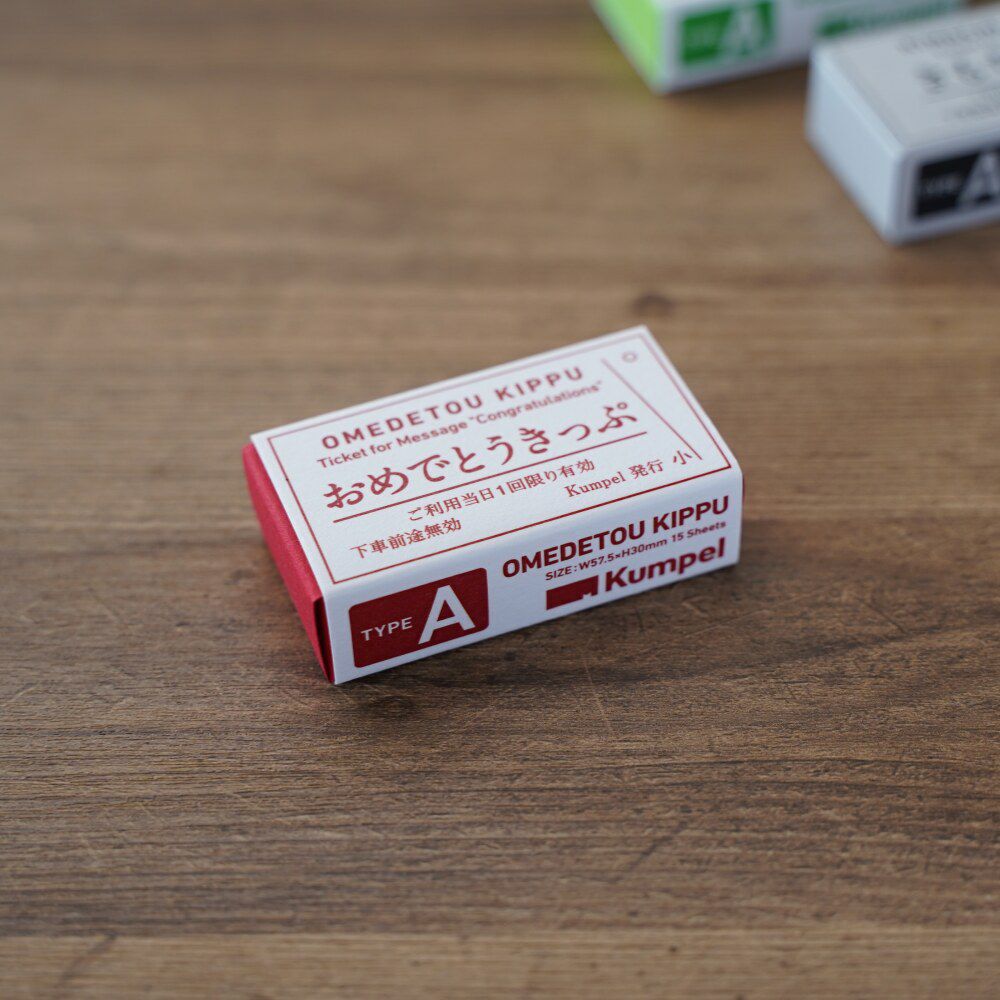 OMEDETOU KIPPU
Ticket for Message "Congratulations"
おめでとうきっぷ
ご利用当日1回限り有効
下車前途無効
Kumpel 発行
小
TYPE A
OMEDETOU KIPPU
SIZE:W57.5×H30mm 15 Sheets
Kumpel
TYPE A
TYPE A